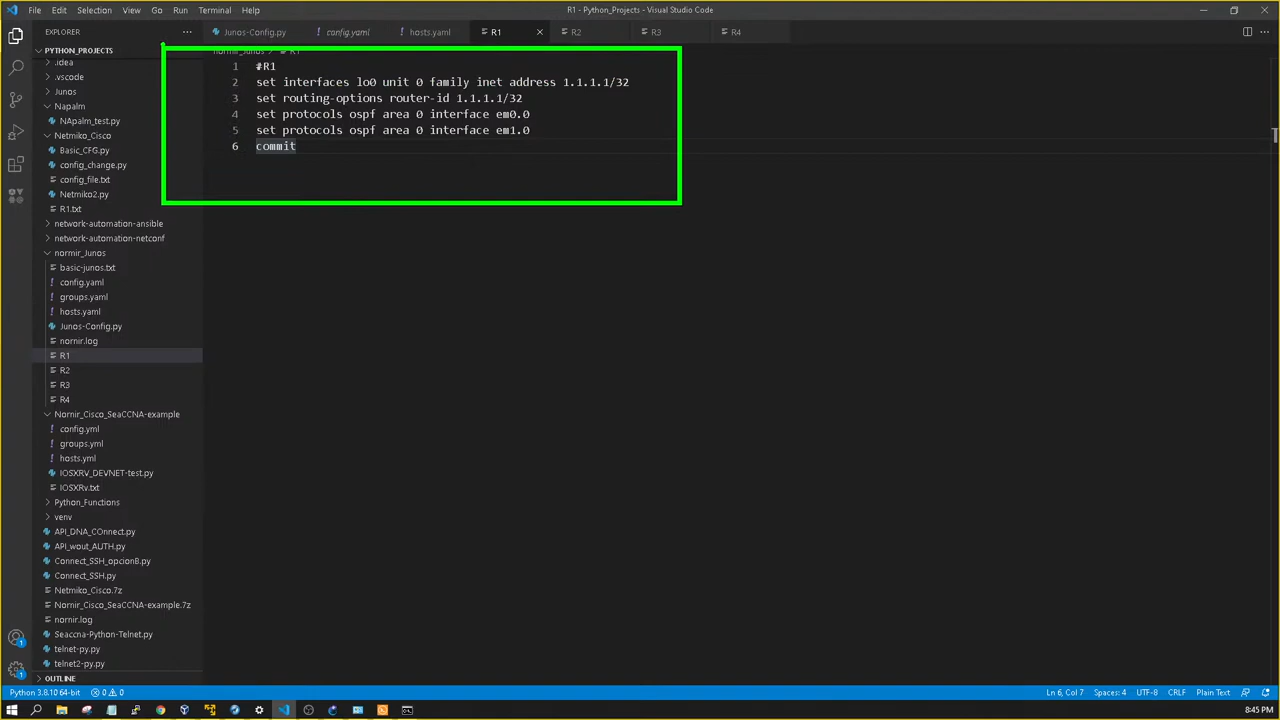 File Edit Selection View Go Run Terminal Help
R1 - Python_Projects - Visual Studio Code
EXPLORER
PYTHON_PROJECTS
.idea
.vscode
Junos
Napalm
NApalm_test.py
Netmiko_Cisco
Basic_CFG.py
config_change.py
config_file.txt
Netmiko2.py
R1.txt
network-automation-ansible
network-automation-netconf
normir_Junos
basic-junos.txt
config.yaml
groups.yaml
hosts.yaml
Junos-Config.py
nornir.log
R1
R2
R3
R4
Nornir_Cisco_SeaCCNA-example
config.yml
groups.yml
hosts.yml
IOSXRV_DEVNET-test.py
IOSXRv.txt
Python_Functions
venv
API_DNA_COnnect.py
API_wout_AUTH.py
Connect_SSH_opcionB.py
Connect_SSH.py
Netmiko_Cisco.7z
Nornir_Cisco_SeaCCNA-example.7z
nornir.log
Seaccna-Python-Telnet.py
telnet-py.py
telnet2-py.py
OUTLINE
Junos-Config.py config.yaml hosts.yaml R1 R2 R3 R4
normir_Junos > R1
1 #R1
2 set interfaces lo0 unit 0 family inet address 1.1.1.1/32
3 set routing-options router-id 1.1.1.1/32
4 set protocols ospf area 0 interface em0.0
5 set protocols ospf area 0 interface em1.0
6 commit
Python 3.8.10 64-bit 0 0
Ln 6, Col 7 Spaces: 4 UTF-8 CRLF Plain Text
8:45 PM